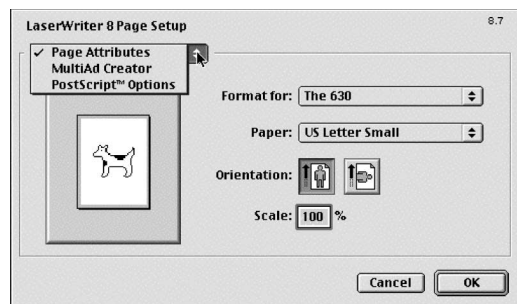 LaserWriter 8 Page Setup
8.7
✓ Page Attributes
MultiAd Creator
PostScript™ Options
Format for: The 630
Paper: US Letter Small
Orientation:
Scale: 100 %
Cancel
OK